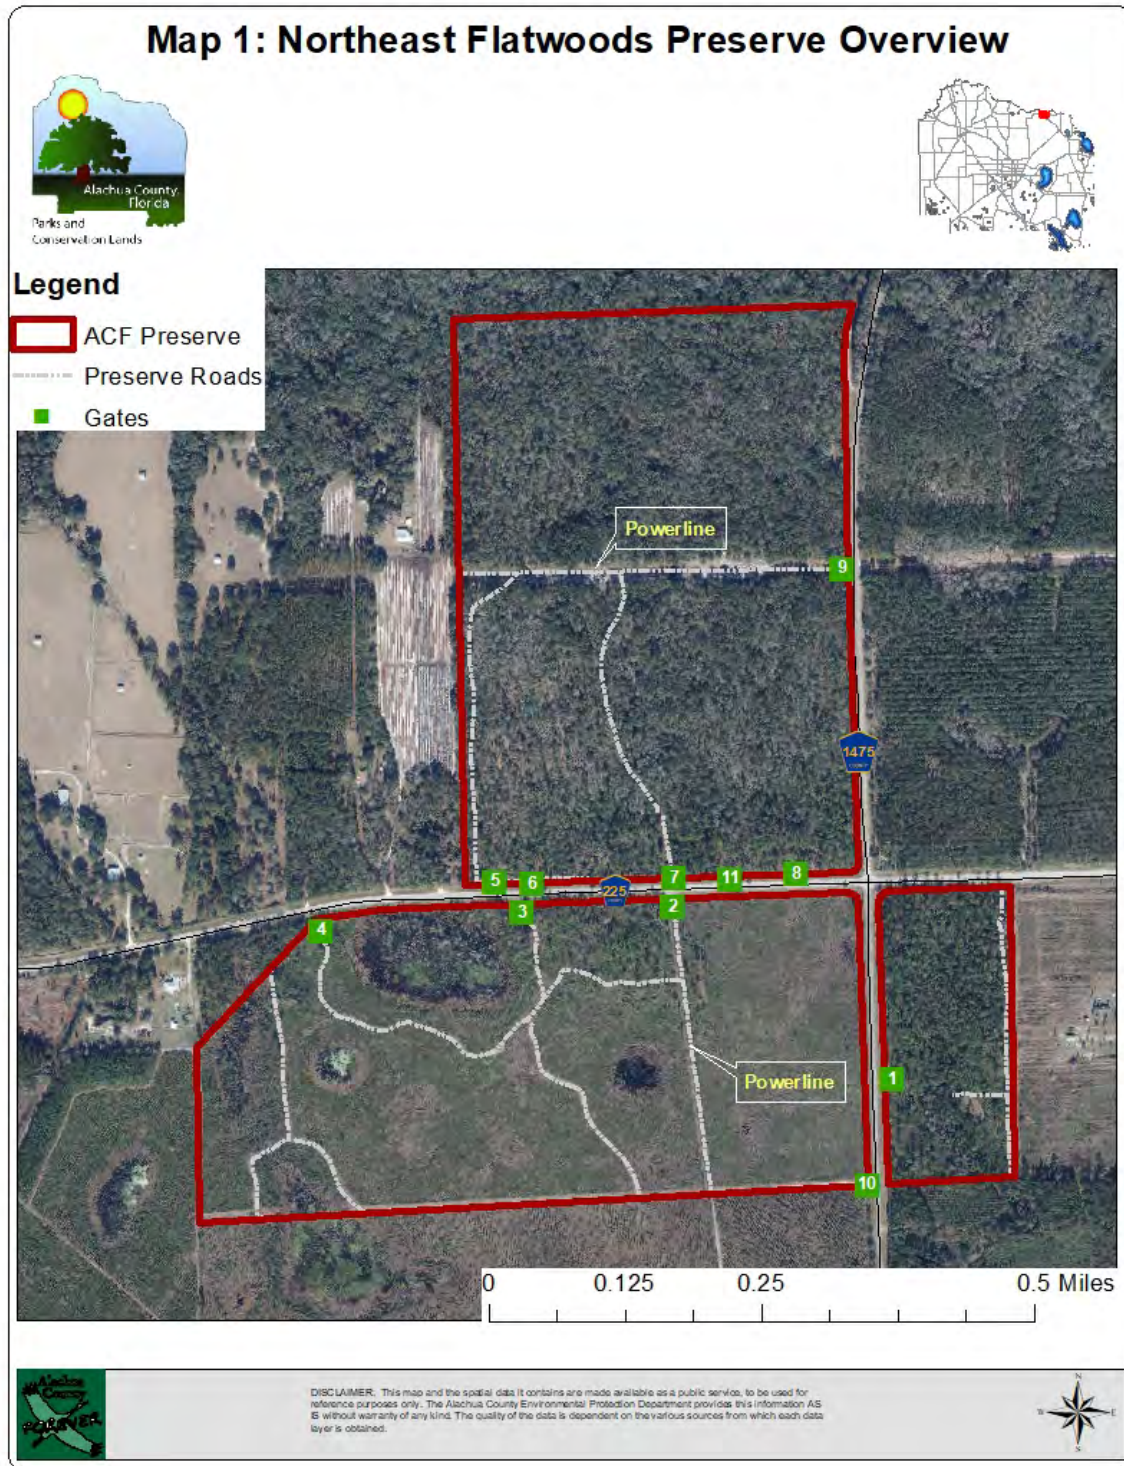 Map 1: Northeast Flatwoods Preserve Overview
Alachua County,
Florida
Parks and
Conservation Lands
Legend
ACF Preserve
Preserve Roads
Gates
Powerline
9
1475
5
6
225
7
11
8
4
3
2
1
Powerline
10
0 0.125 0.25 0.5 Miles
Alachua
County
FOREVER
DISCLAIMER: This map and the spatial data it contains are made available as a public service, to be used for
reference purposes only. The Alachua County Environmental Protection Department provides this information AS
IS without warranty of any kind. The quality of the data is dependent on the various sources from which each data
layer is obtained.
N
W E
S